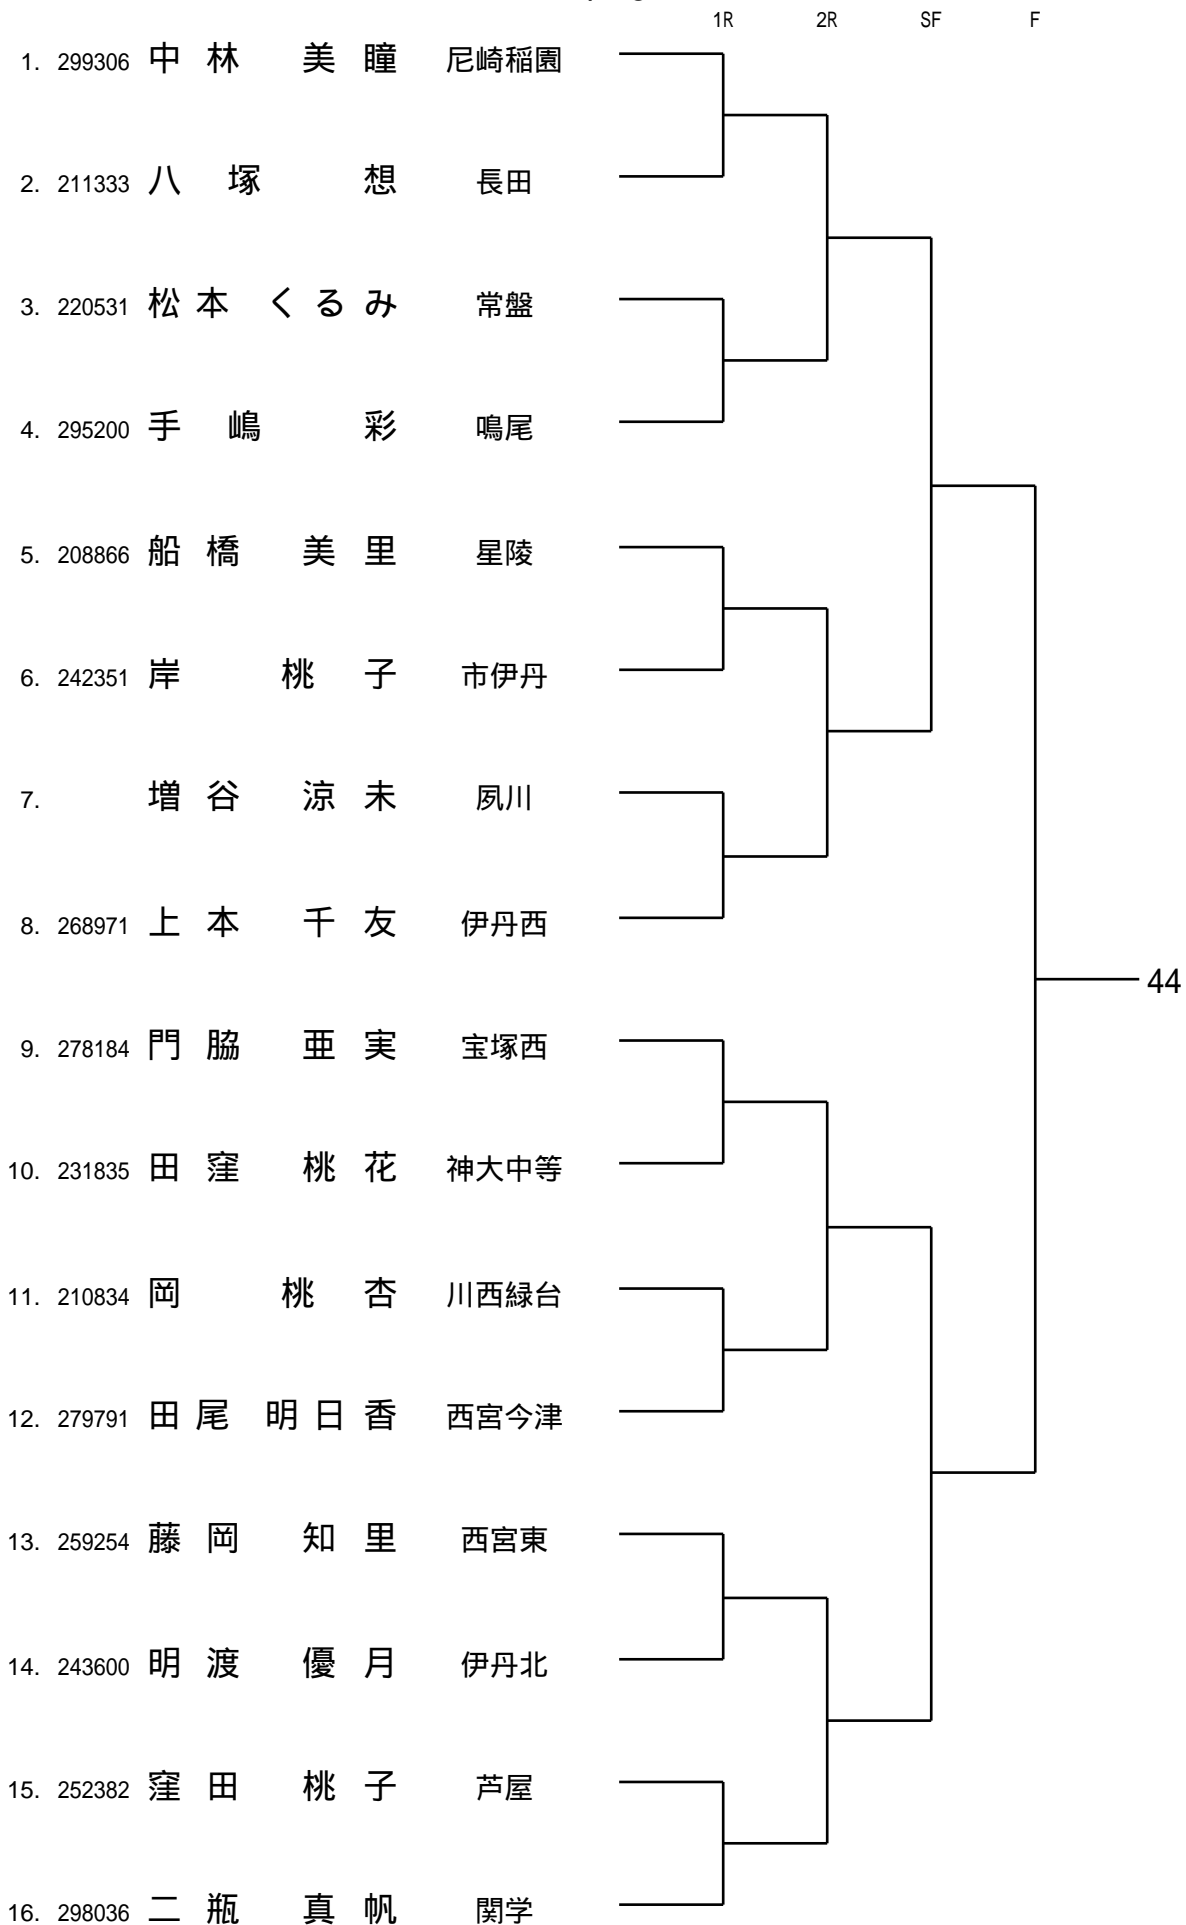 1R 2R SF F
1. 299306 中林 美瞳 尼崎稲園
2. 211333 八塚 想 長田
3. 220531 松本 くるみ 常盤
4. 295200 手嶋 彩 鳴尾
5. 208866 船橋 美里 星陵
6. 242351 岸 桃子 市伊丹
7. 増谷 涼未 夙川
8. 268971 上本 千友 伊丹西
44
9. 278184 門脇 亜実 宝塚西
10. 231835 田窪 桃花 神大中等
11. 210834 岡 桃杏 川西緑台
12. 279791 田尾 明日香 西宮今津
13. 259254 藤岡 知里 西宮東
14. 243600 明渡 優月 伊丹北
15. 252382 窪田 桃子 芦屋
16. 298036 二瓶 真帆 関学